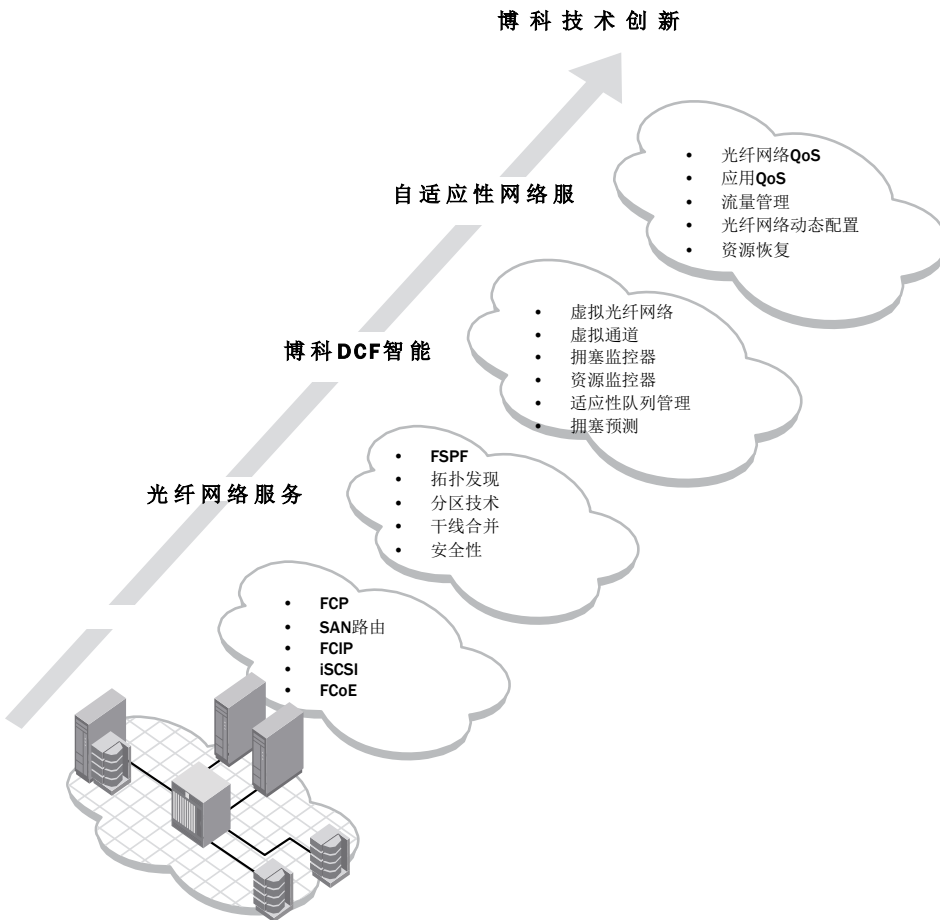 博科技术创新
• 光纤网络QoS
• 应用QoS
• 流量管理
• 光纤网络动态配置
• 资源恢复
自适应性网络服
• 虚拟光纤网络
• 虚拟通道
• 拥塞监控器
• 资源监控器
• 适应性队列管理
• 拥塞预测
博科DCF智能
• FSPF
• 拓扑发现
• 分区技术
• 干线合并
• 安全性
光纤网络服务
• FCP
• SAN路由
• FCIP
• iSCSI
• FCoE